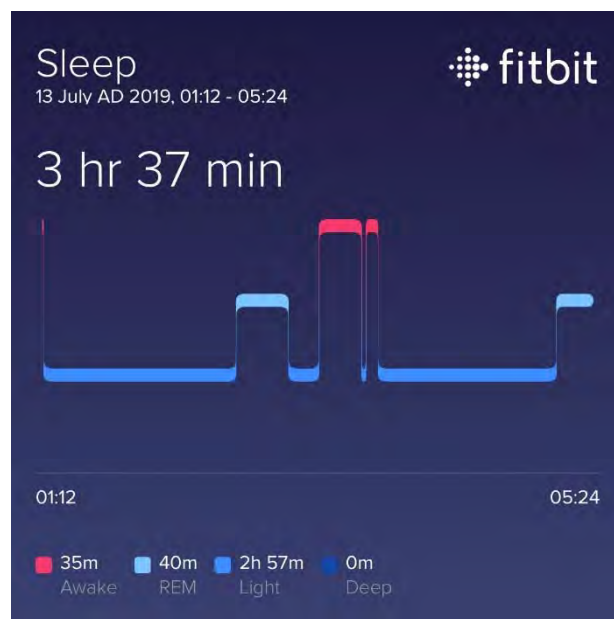 Sleep
fitbit
13 July AD 2019, 01:12 - 05:24
3 hr 37 min
01:12
05:24
35m
40m
2h 57m
0m
Awake
REM
Light
Deep